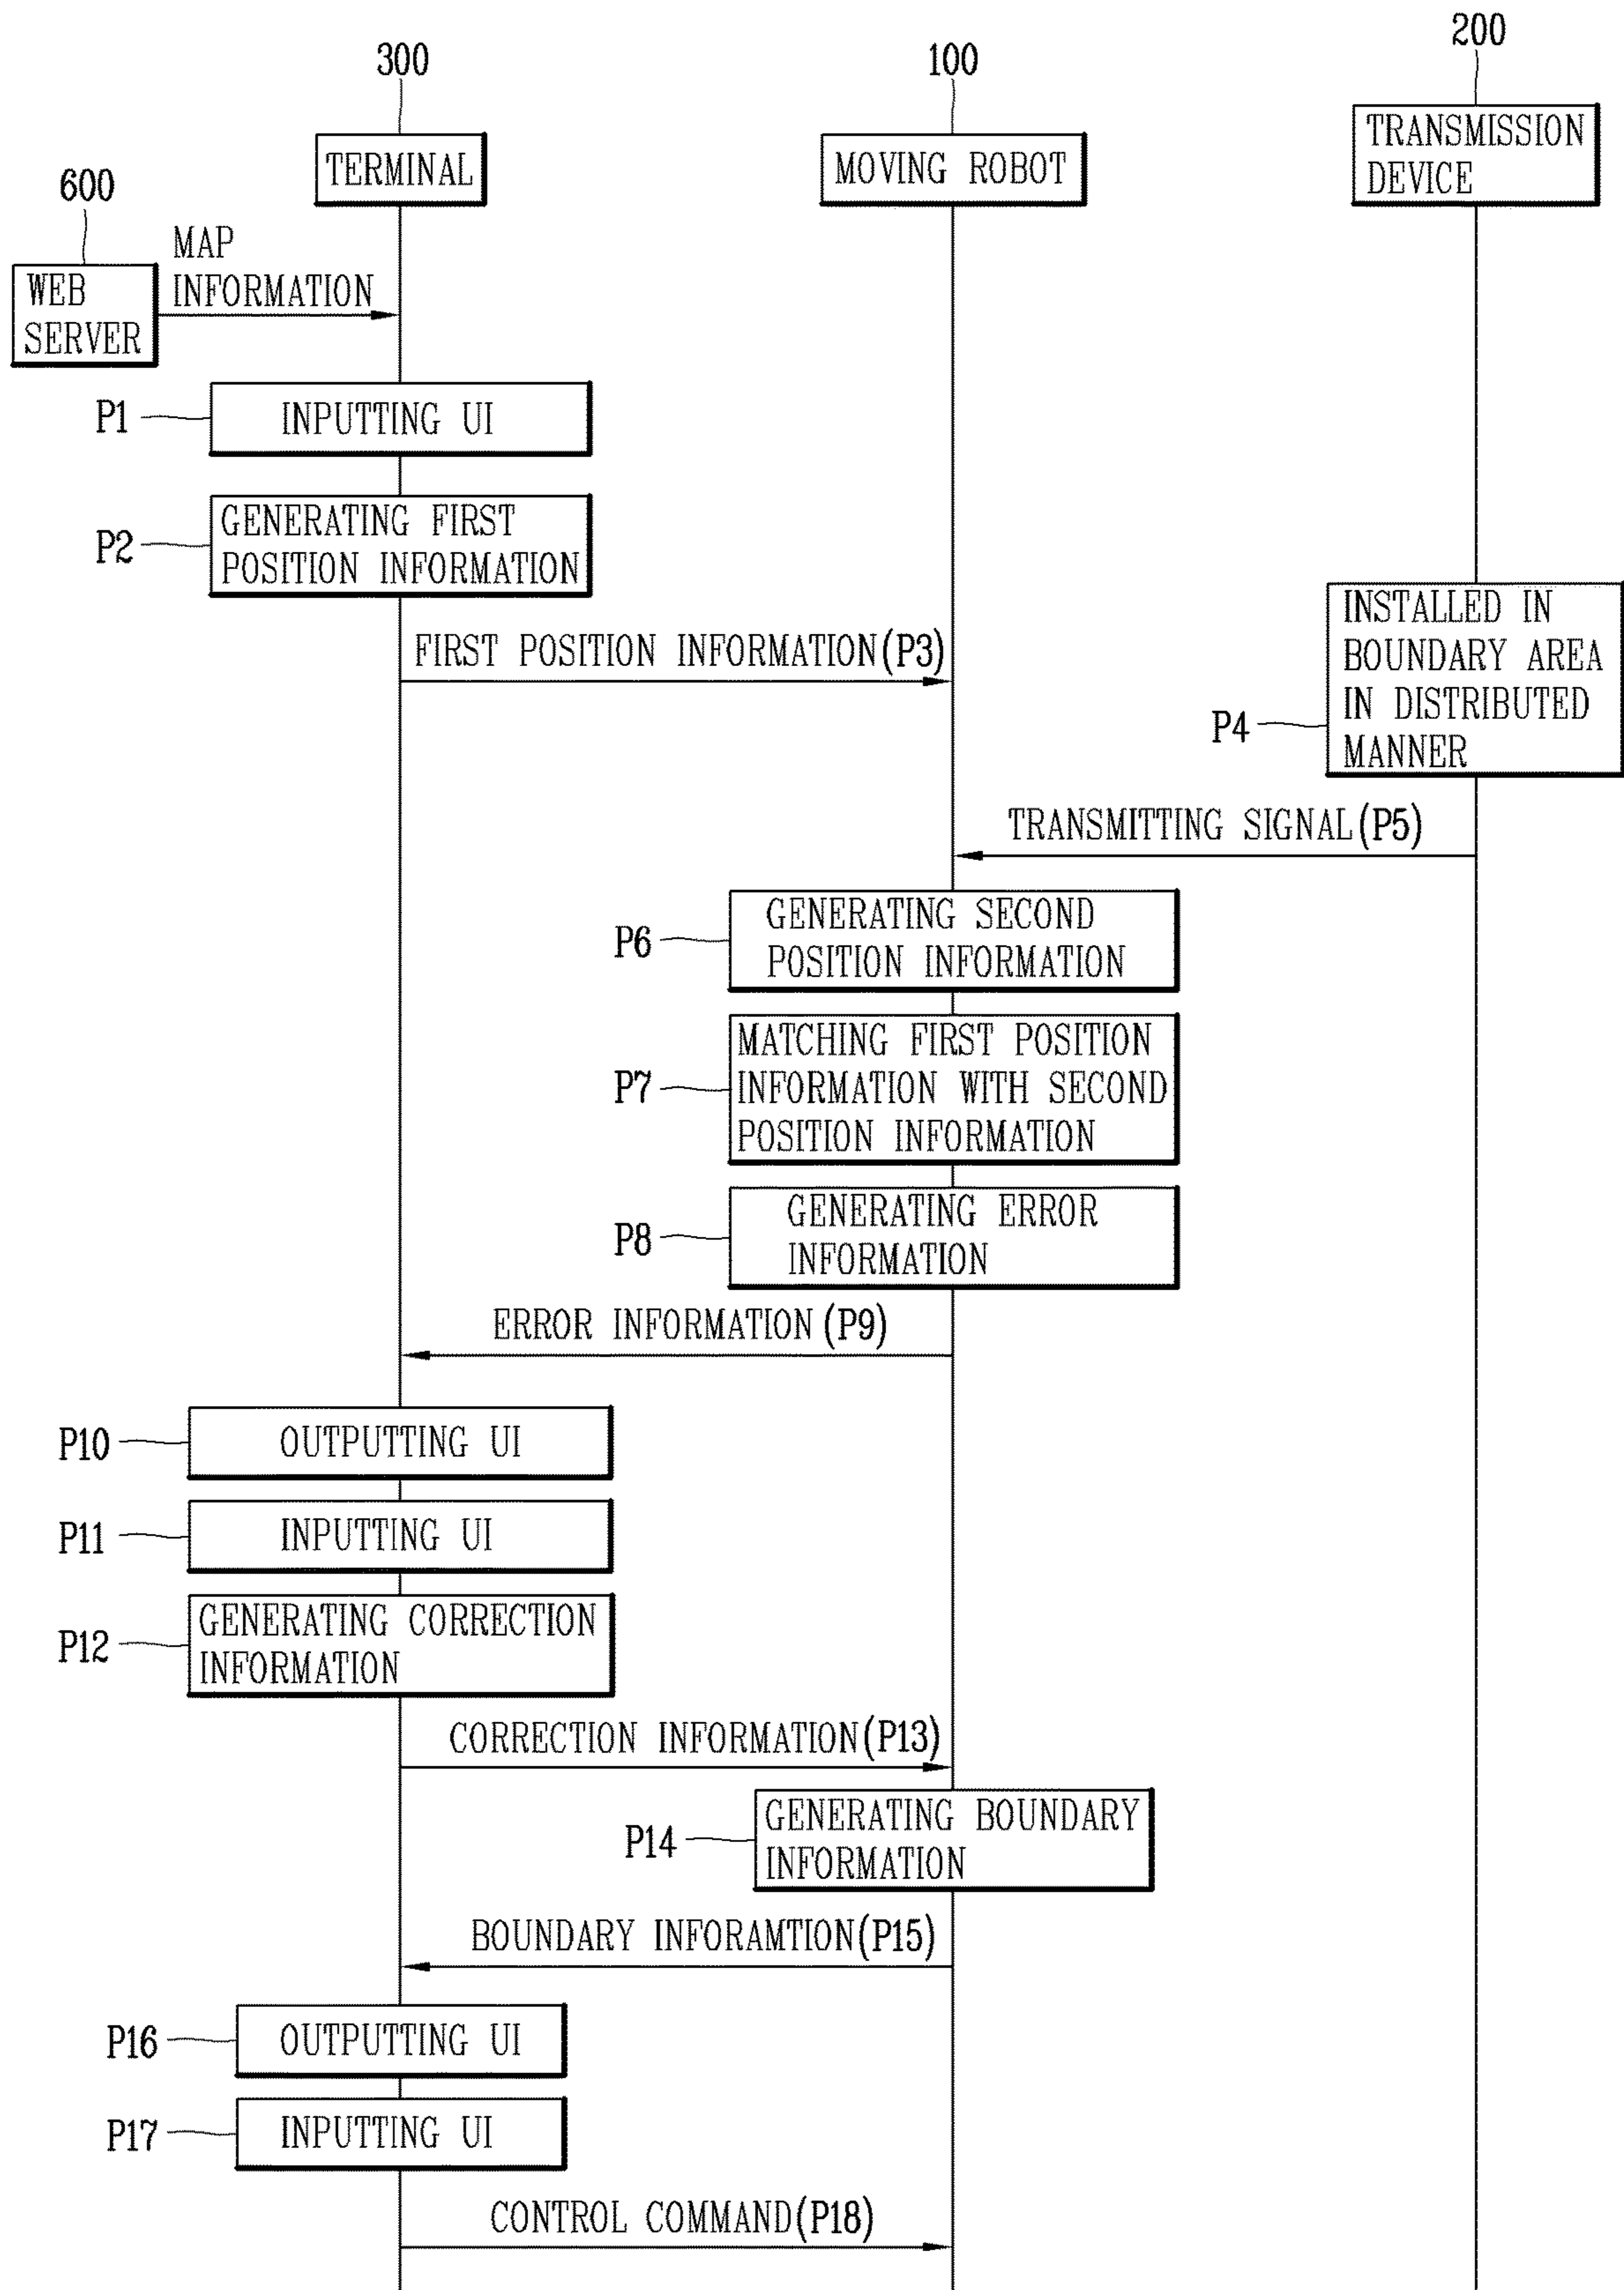 200
300
100
TRANSMISSION
DEVICE
TERMINAL
MOVING ROBOT
600
MAP
INFORMATION
WEB
SERVER
P1
INPUTTING UI
P2
GENERATING FIRST
POSITION INFORMATION
INSTALLED IN
BOUNDARY AREA
IN DISTRIBUTED
MANNER
P4
FIRST POSITION INFORMATION(P3)
TRANSMITTING SIGNAL(P5)
P6
GENERATING SECOND
POSITION INFORMATION
P7
MATCHING FIRST POSITION
INFORMATION WITH SECOND
POSITION INFORMATION
P8
GENERATING ERROR
INFORMATION
ERROR INFORMATION(P9)
P10
OUTPUTTING UI
P11
INPUTTING UI
P12
GENERATING CORRECTION
INFORMATION
CORRECTION INFORMATION(P13)
P14
GENERATING BOUNDARY
INFORMATION
BOUNDARY INFORAMTION(P15)
P16
OUTPUTTING UI
P17
INPUTTING UI
CONTROL COMMAND(P18)